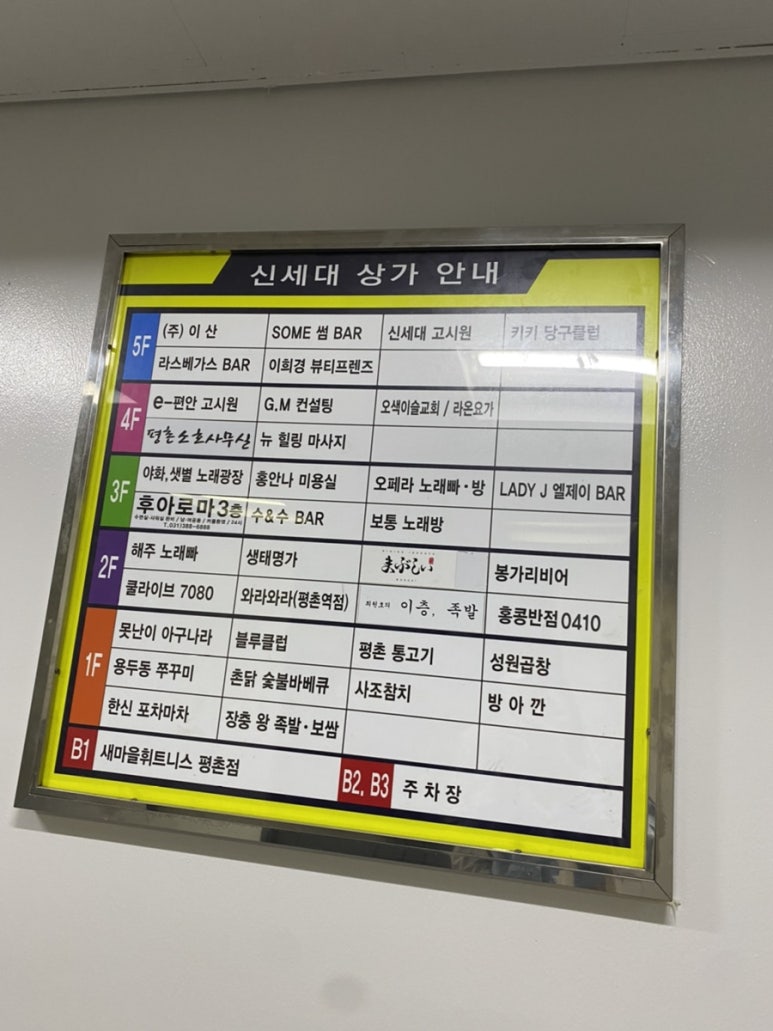 신세대 상가 안내
5F (주) 이 산 SOME 썸 BAR 신세대 고시원 키키 당구클럽
라스베가스 BAR 이희경 뷰티프렌즈
4F e-편안 고시원 G.M 컨설팅 오색이슬교회 / 라온요가
평촌소호사무실 뉴 힐링 마사지
3F 야화,샛별 노래광장 홍안나 미용실 오페라 노래빠·방 LADY J 엘제이 BAR
후아로마3층 수&수 BAR 보통 노래방
T.031)388-6888
2F 해주 노래빠 생태명가 봉가리비어
쿨라이브 7080 와라와라(평촌역점) 이층, 족발 홍콩반점0410
1F 못난이 아구나라 블루클럽 평촌 통고기 성원곱창
용두동 쭈꾸미 촌닭 숯불바베큐 사조참치 방 아 깐
한신 포차마차 장충 왕 족발·보쌈
B1 새마을휘트니스 평촌점 B2. B3 주 차 장